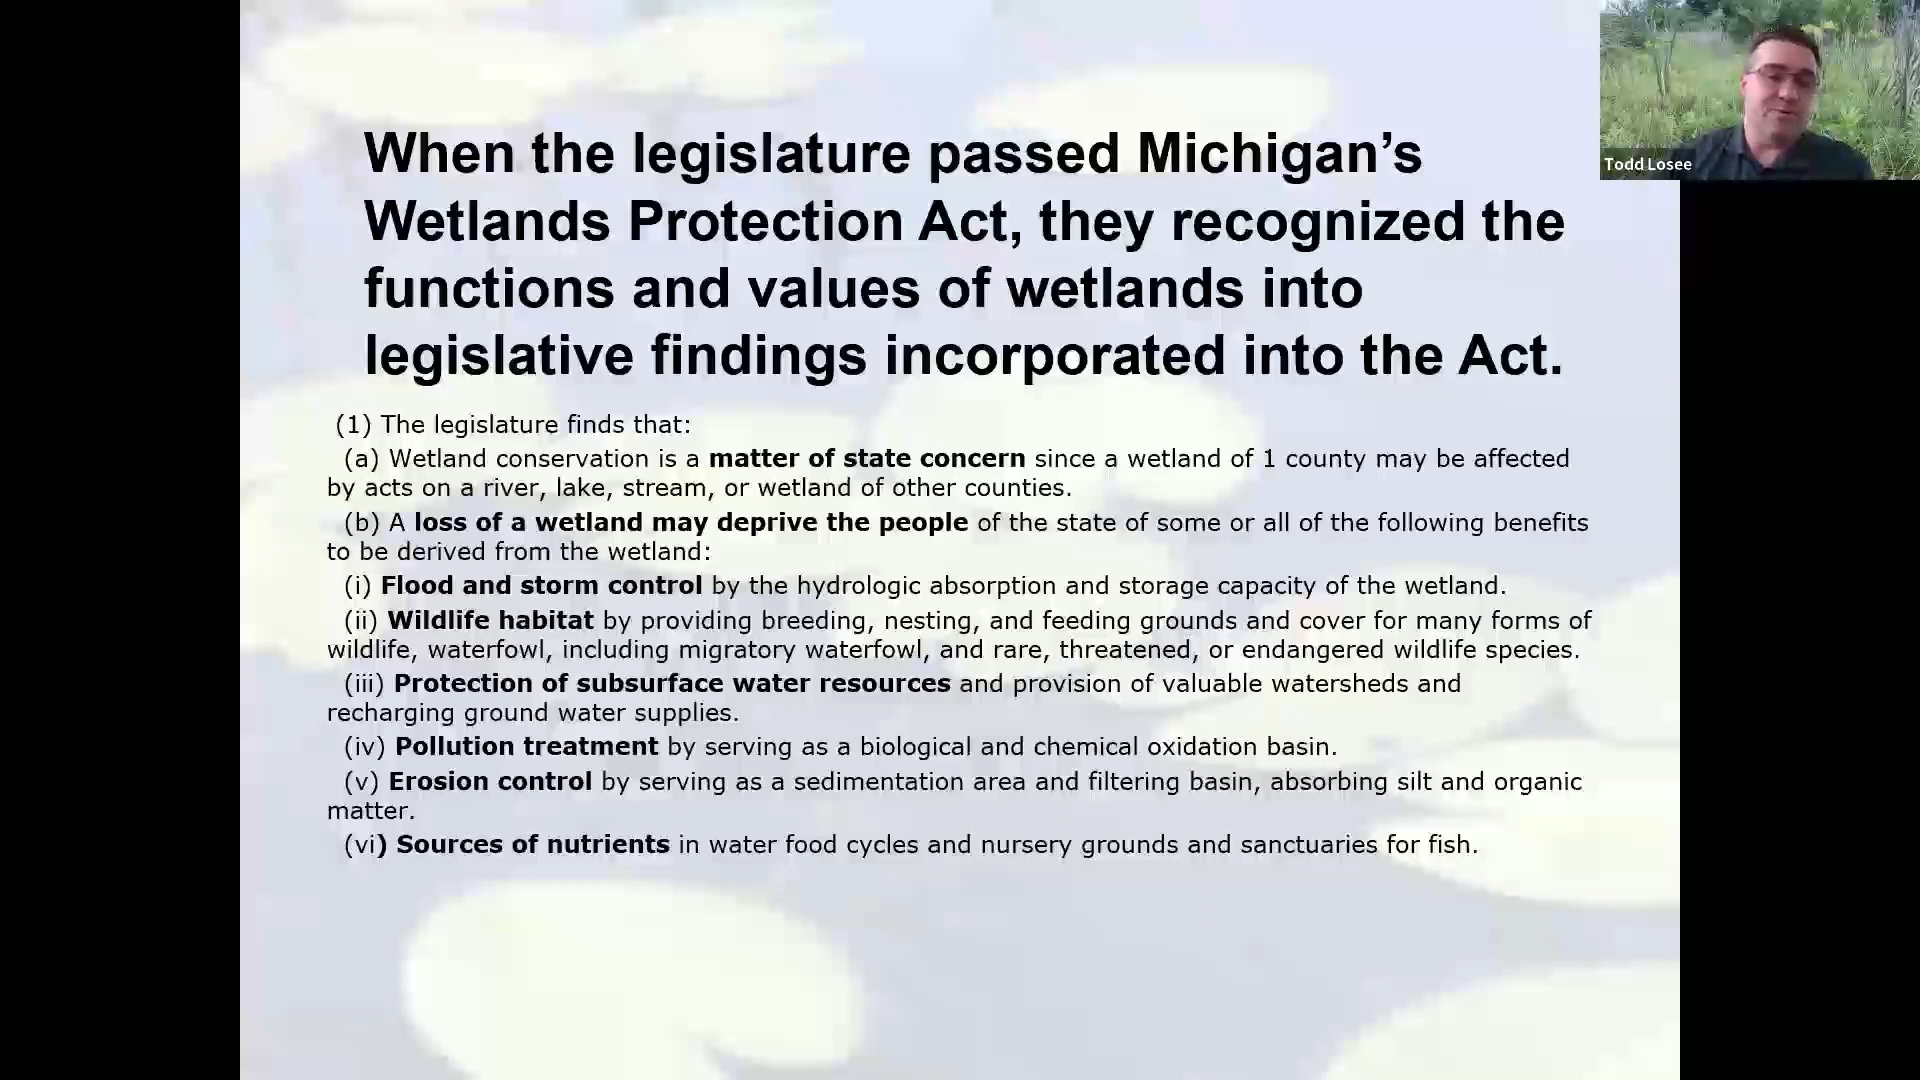 When the legislature passed Michigan’s
Wetlands Protection Act, they recognized the
functions and values of wetlands into
legislative findings incorporated into the Act.
(1) The legislature finds that:
(a) Wetland conservation is a matter of state concern since a wetland of 1 county may be affected
by acts on a river, lake, stream, or wetland of other counties.
(b) A loss of a wetland may deprive the people of the state of some or all of the following benefits
to be derived from the wetland:
(i) Flood and storm control by the hydrologic absorption and storage capacity of the wetland.
(ii) Wildlife habitat by providing breeding, nesting, and feeding grounds and cover for many forms of
wildlife, waterfowl, including migratory waterfowl, and rare, threatened, or endangered wildlife species.
(iii) Protection of subsurface water resources and provision of valuable watersheds and
recharging ground water supplies.
(iv) Pollution treatment by serving as a biological and chemical oxidation basin.
(v) Erosion control by serving as a sedimentation area and filtering basin, absorbing silt and organic
matter.
(vi) Sources of nutrients in water food cycles and nursery grounds and sanctuaries for fish.
Todd Losee